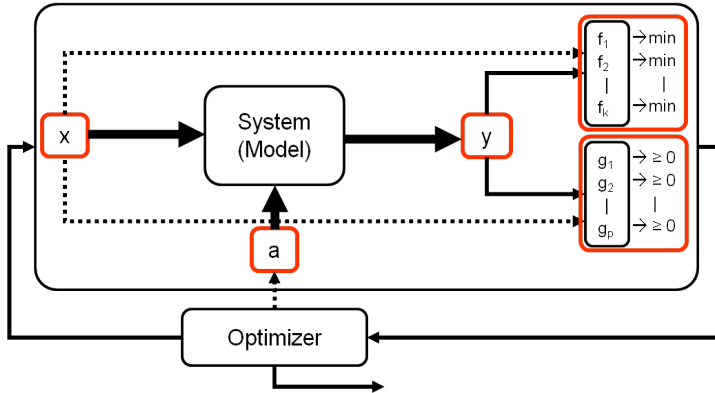 f₁ →min
f₂ →min
| |
fₖ →min
x
System
(Model)
y
g₁ → ≥ 0
g₂ → ≥ 0
| |
gₚ → ≥ 0
a
Optimizer